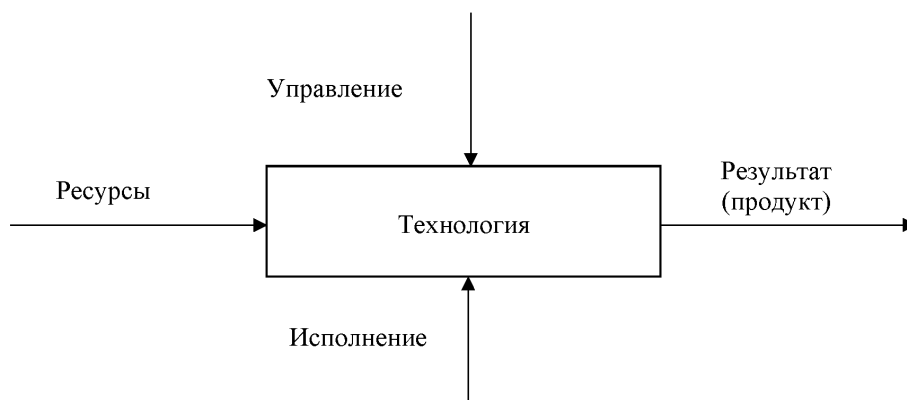 Управление
Ресурсы
Технология
Результат
(продукт)
Исполнение